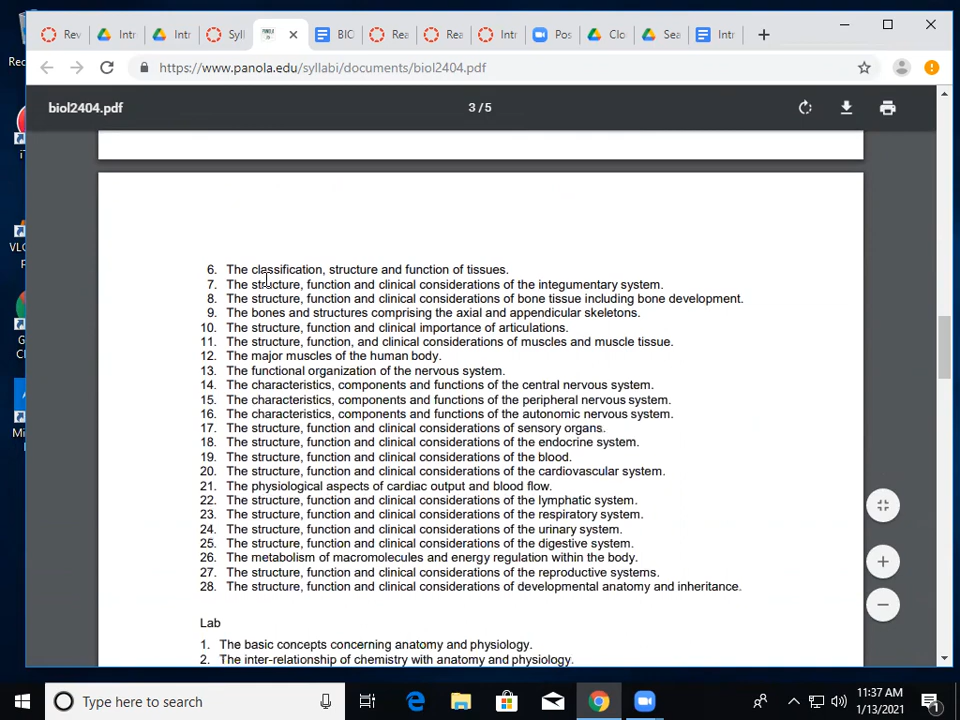 Rec
Rev
Intr
Intr
Syll
BIO
Rea
Rea
Intr
Pos
Clo
Sea
Intr
https://www.panola.edu/syllabi/documents/biol2404.pdf
biol2404.pdf
3 / 5
6. The classification, structure and function of tissues.
7. The structure, function and clinical considerations of the integumentary system.
8. The structure, function and clinical considerations of bone tissue including bone development.
9. The bones and structures comprising the axial and appendicular skeletons.
10. The structure, function and clinical importance of articulations.
11. The structure, function, and clinical considerations of muscles and muscle tissue.
12. The major muscles of the human body.
13. The functional organization of the nervous system.
14. The characteristics, components and functions of the central nervous system.
15. The characteristics, components and functions of the peripheral nervous system.
16. The characteristics, components and functions of the autonomic nervous system.
17. The structure, function and clinical considerations of sensory organs.
18. The structure, function and clinical considerations of the endocrine system.
19. The structure, function and clinical considerations of the blood.
20. The structure, function and clinical considerations of the cardiovascular system.
21. The physiological aspects of cardiac output and blood flow.
22. The structure, function and clinical considerations of the lymphatic system.
23. The structure, function and clinical considerations of the respiratory system.
24. The structure, function and clinical considerations of the urinary system.
25. The structure, function and clinical considerations of the digestive system.
26. The metabolism of macromolecules and energy regulation within the body.
27. The structure, function and clinical considerations of the reproductive systems.
28. The structure, function and clinical considerations of developmental anatomy and inheritance.
Lab
1. The basic concepts concerning anatomy and physiology.
2. The inter-relationship of chemistry with anatomy and physiology.
Type here to search
11:37 AM
1/13/2021
1